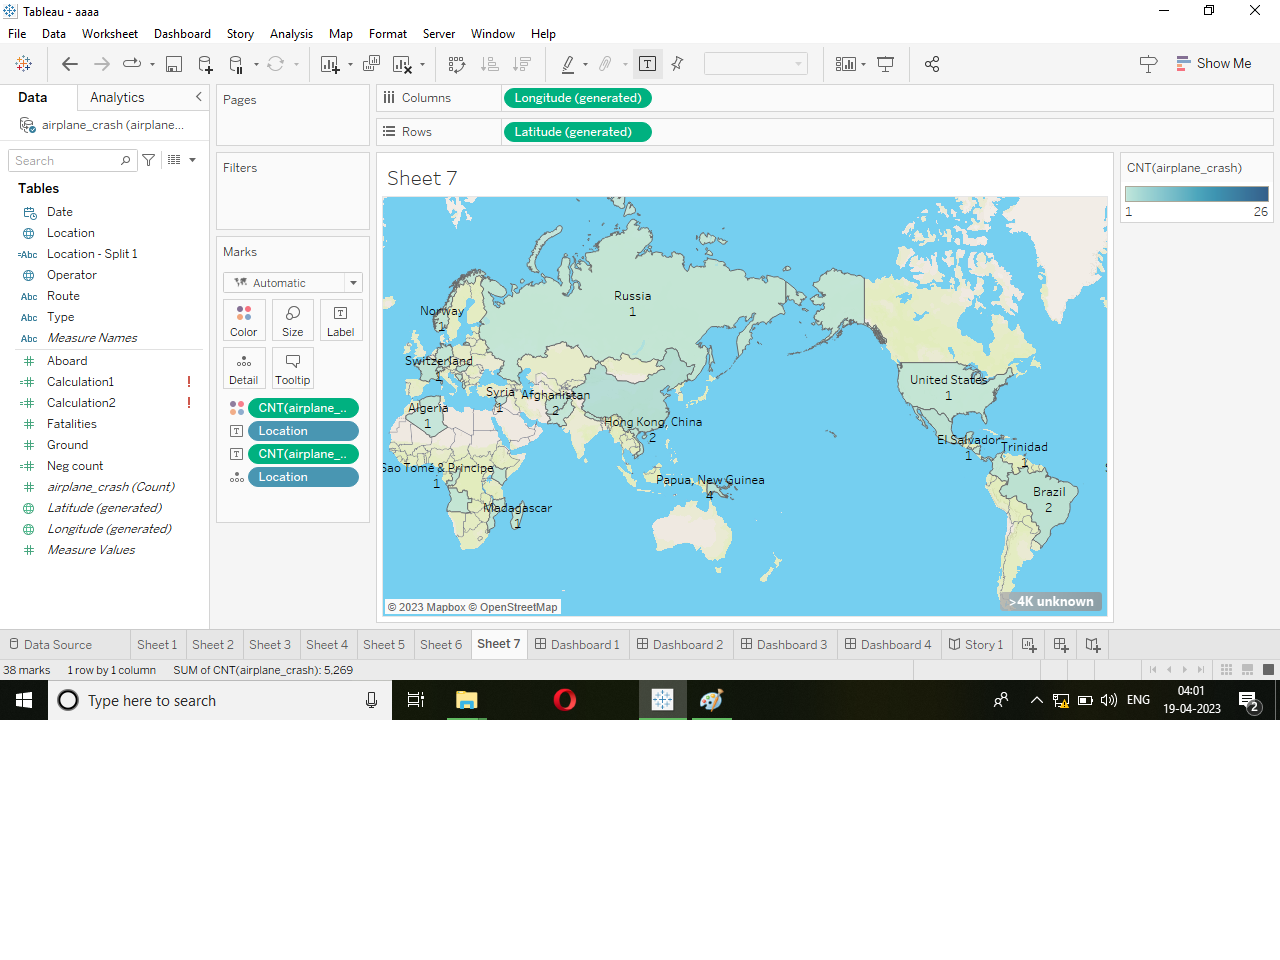 Tableau - aaaa
File Data Worksheet Dashboard Story Analysis Map Format Server Window Help
Show Me
Data Analytics
airplane_crash (airplane...
Search
Tables
Date
Location
=Abc Location - Split 1
Operator
Abc Route
Abc Type
Abc Measure Names
Aboard
Calculation1 !
Calculation2 !
Fatalities
Ground
Neg count
airplane_crash (Count)
Latitude (generated)
Longitude (generated)
Measure Values
Pages
Filters
Marks
Automatic
Color Size Label
Detail Tooltip
CNT(airplane_..
Location
CNT(airplane_..
Location
Columns Longitude (generated)
Rows Latitude (generated)
Sheet 7
Russia
1
Norway
1
Switzerland
1
Syria
1
Afghanistan
2
Algeria
1
Hong Kong, China
2
Sao Tomé & Principe
1
Papua, New Guinea
4
Madagascar
1
United States
1
El Salvador
1
Trinidad
1
Brazil
2
© 2023 Mapbox © OpenStreetMap
>4K unknown
CNT(airplane_crash)
1 26
Data Source Sheet 1 Sheet 2 Sheet 3 Sheet 4 Sheet 5 Sheet 6 Sheet 7 Dashboard 1 Dashboard 2 Dashboard 3 Dashboard 4 Story 1
38 marks 1 row by 1 column SUM of CNT(airplane_crash): 5,269
Type here to search
ENG
04:01
19-04-2023
2